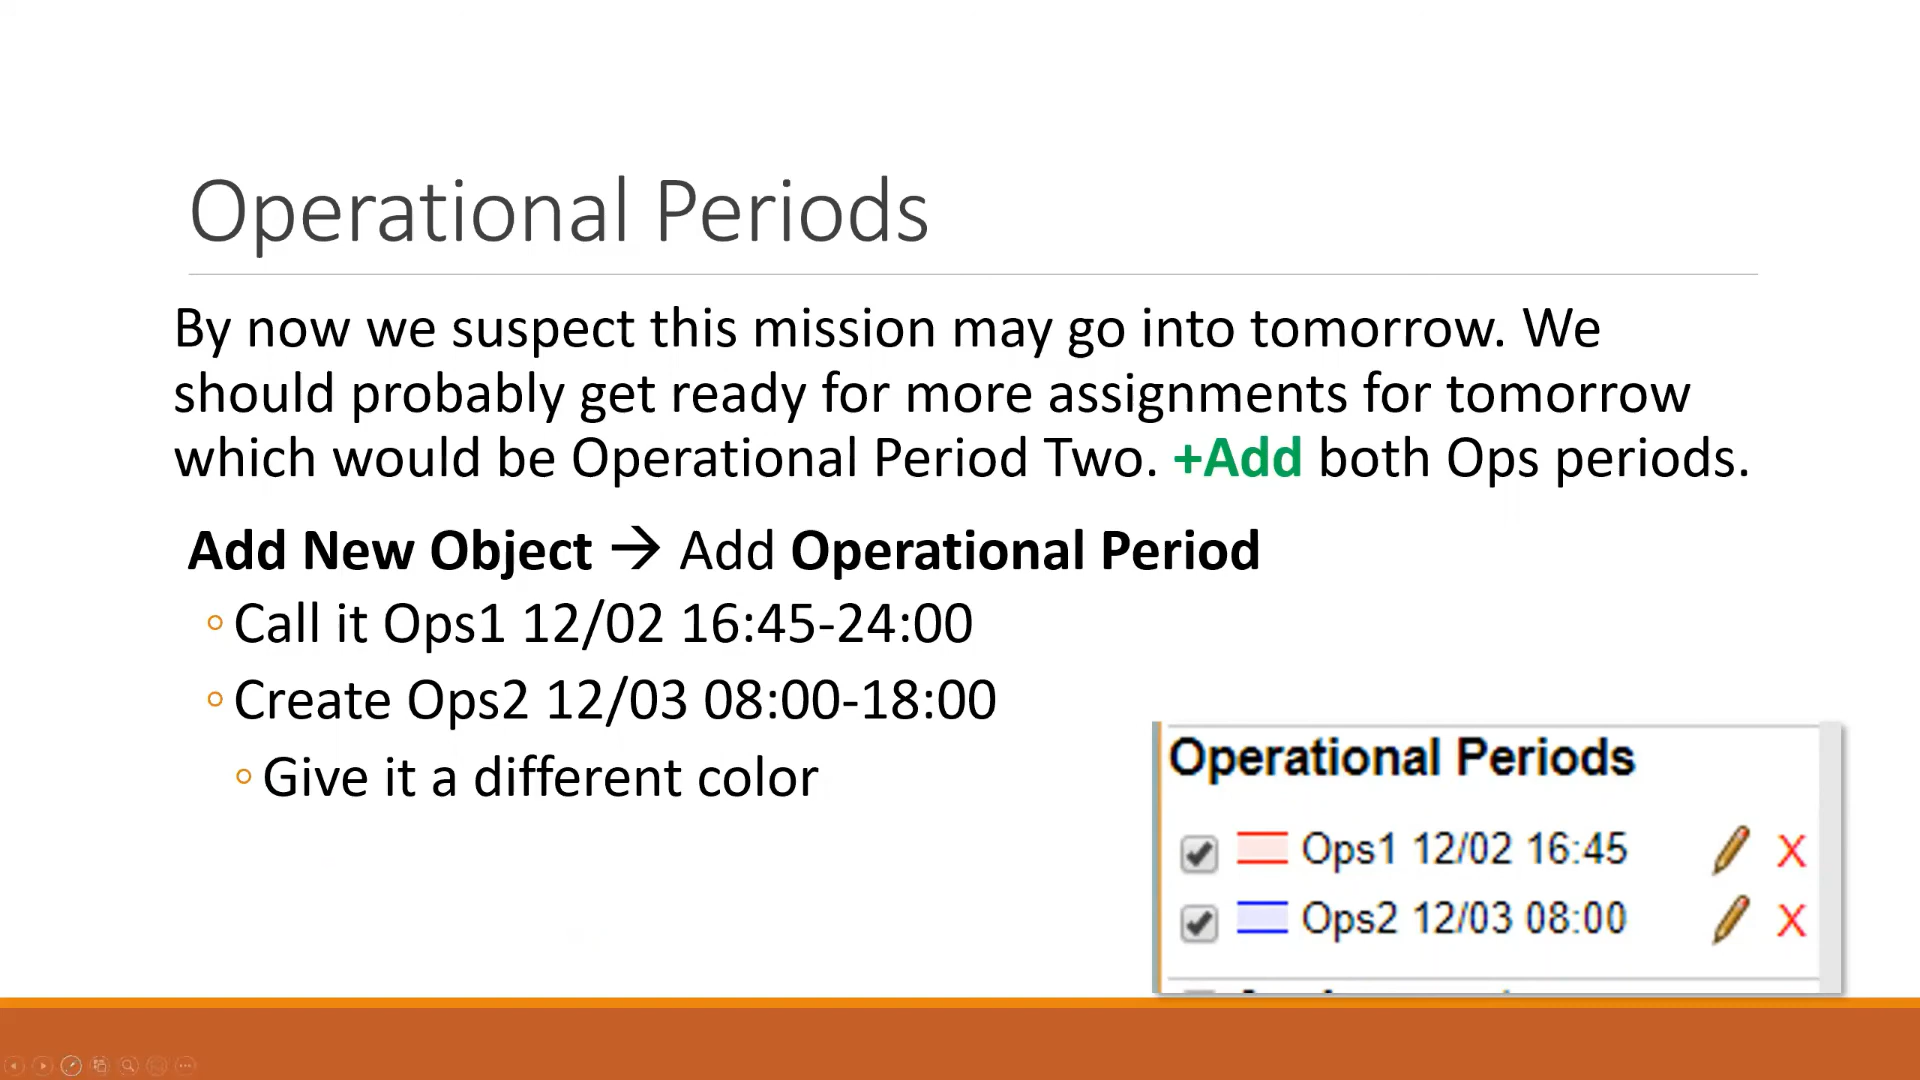 Operational Periods
By now we suspect this mission may go into tomorrow. We
should probably get ready for more assignments for tomorrow
which would be Operational Period Two. +Add both Ops periods.
Add New Object → Add Operational Period
◦Call it Ops1 12/02 16:45-24:00
◦Create Ops2 12/03 08:00-18:00
◦Give it a different color
Operational Periods
Ops1 12/02 16:45 X
Ops2 12/03 08:00 X